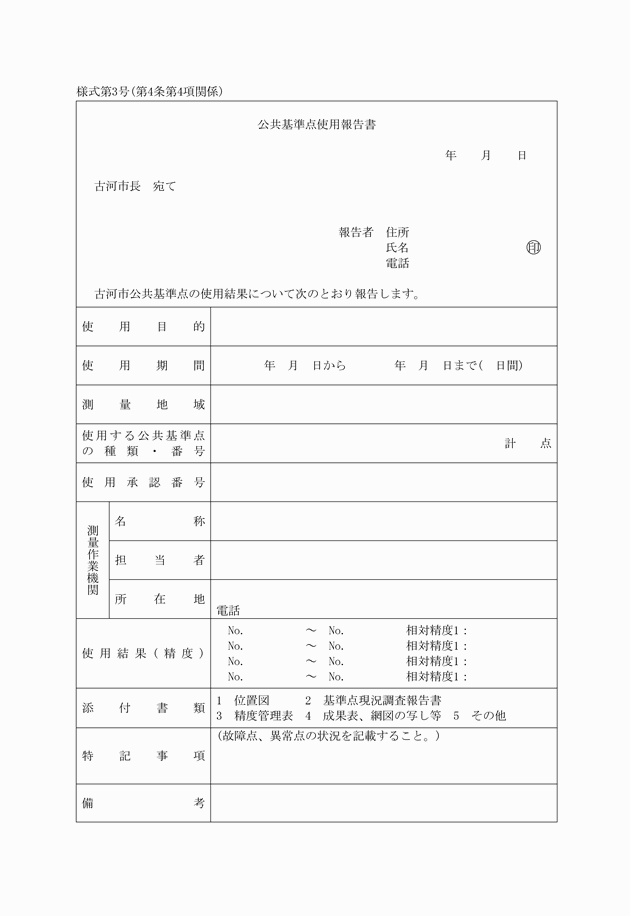 様式第3号(第4条第4項関係)
公共基準点使用報告書
年　月　日
古河市長　宛て
報告者　住所
氏名　㊞
電話
古河市公共基準点の使用結果について次のとおり報告します。
使用目的
使用期間　年　月　日から　年　月　日まで(　日間)
測量地域
使用する公共基準点
の種類・番号
計　点
使用承認番号
測量作業機関
名称
担当者
所在地
電話
使用結果(精度)
No.　～　No.　相対精度1：
No.　～　No.　相対精度1：
No.　～　No.　相対精度1：
No.　～　No.　相対精度1：
添付書類
1　位置図　2　基準点現況調査報告書
3　精度管理表　4　成果表、網図の写し等　5　その他
特記事項
(故障点、異常点の状況を記載すること。)
備考